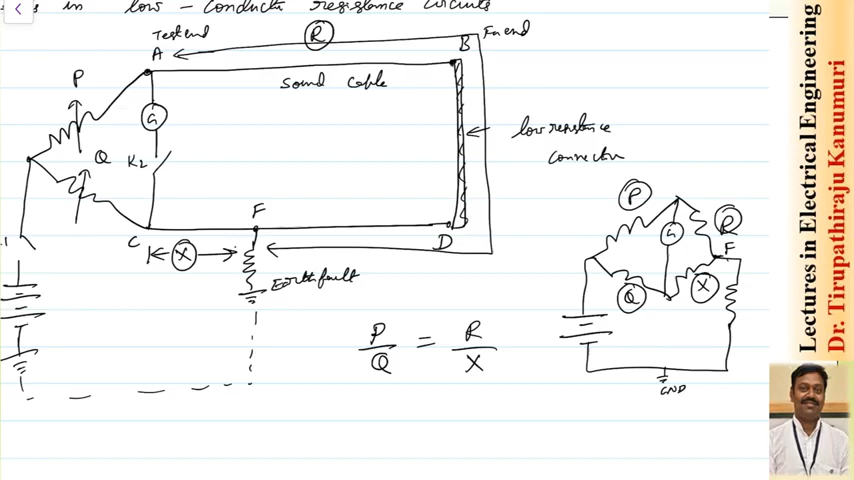 in low - conductor resistance circuits
Test end
R
Far end
A
B
P
sound cable
G
low resistance
connection
Q
K2
P
R
F
G
F
C
X
D
Q
X
Earth fault
P/Q = R/X
GND
Lectures in Electrical Engineering
Dr. Tirupathiraju Kanumuri